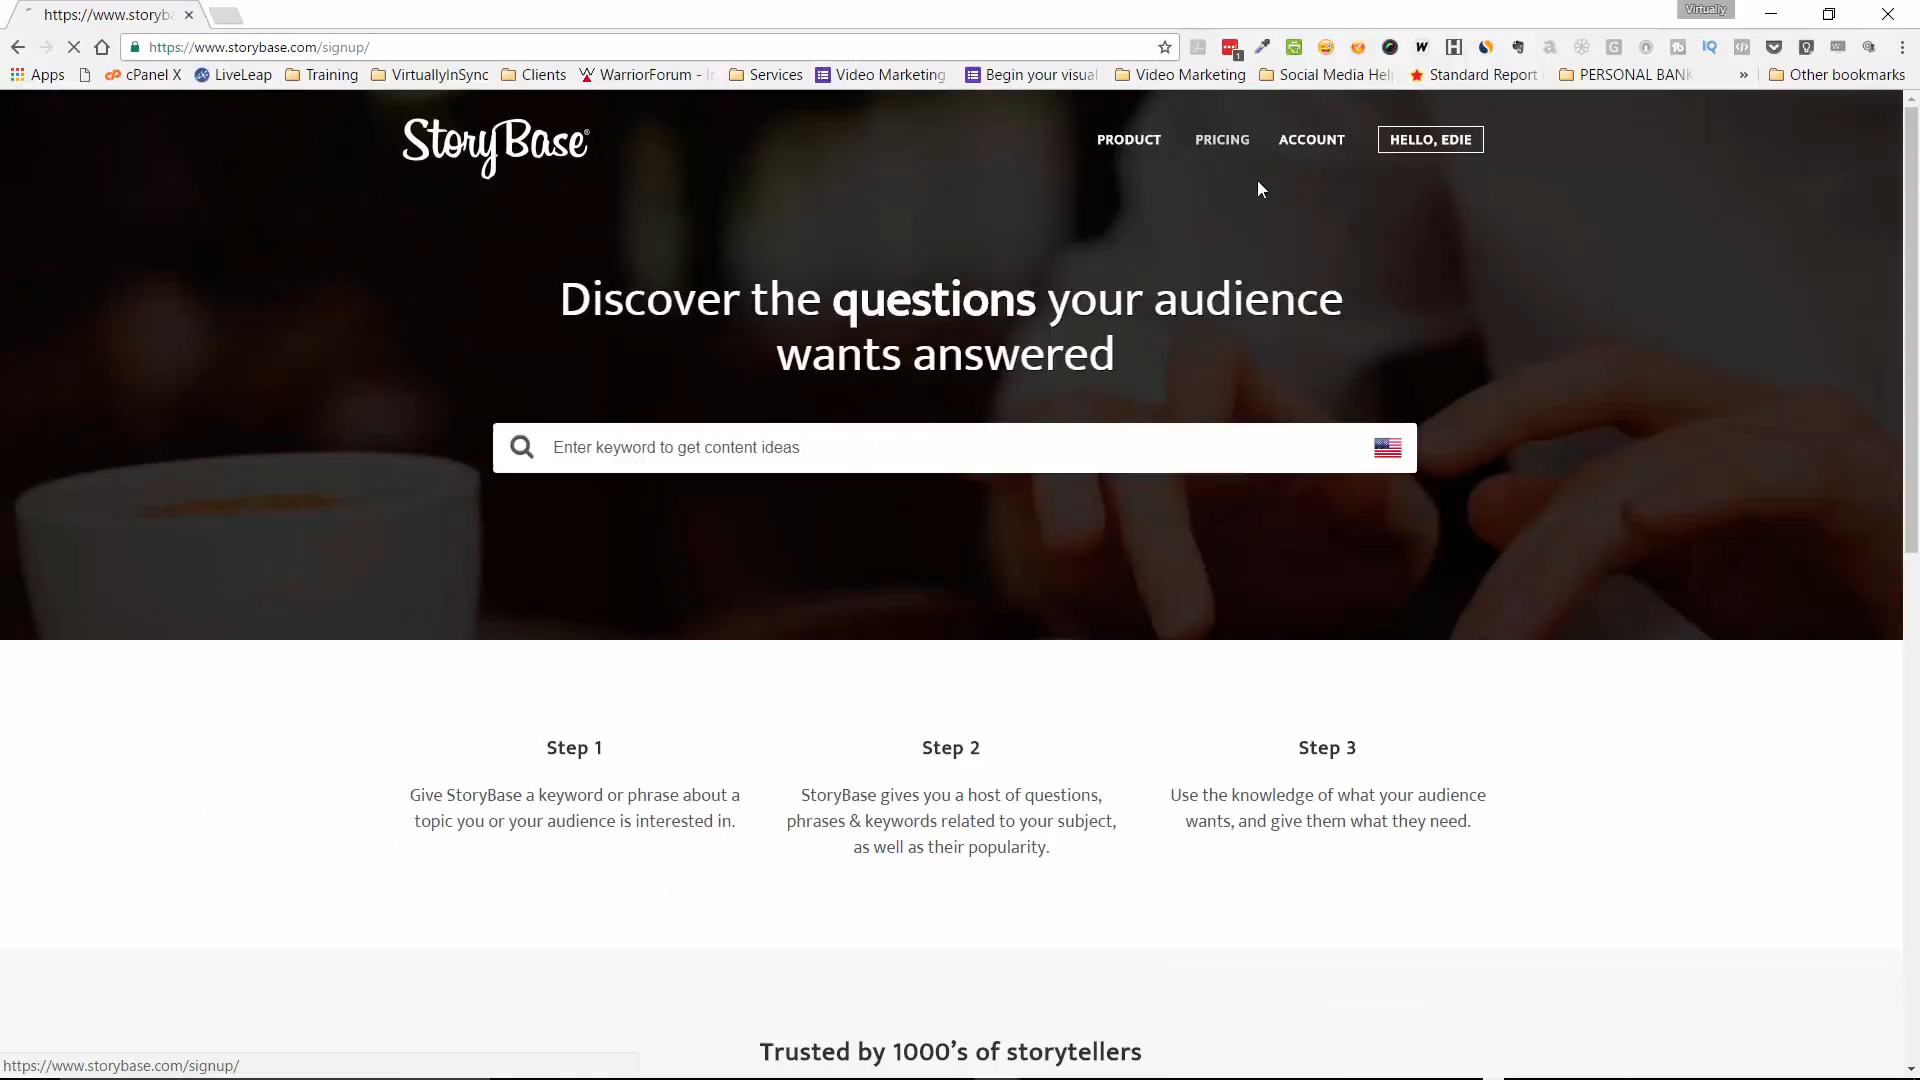 https://www.storyba
Virtually
https://www.storybase.com/signup/
Apps
cPanel X
LiveLeap
Training
VirtuallyInSync
Clients
WarriorForum - In
Services
Video Marketing
Begin your visual
Video Marketing
Social Media Help
Standard Report
PERSONAL BANK
»
Other bookmarks
StoryBase®
PRODUCT
PRICING
ACCOUNT
HELLO, EDIE
Discover the questions your audience
wants answered
Enter keyword to get content ideas
Step 1
Give StoryBase a keyword or phrase about a
topic you or your audience is interested in.
Step 2
StoryBase gives you a host of questions,
phrases & keywords related to your subject,
as well as their popularity.
Step 3
Use the knowledge of what your audience
wants, and give them what they need.
Trusted by 1000's of storytellers
https://www.storybase.com/signup/